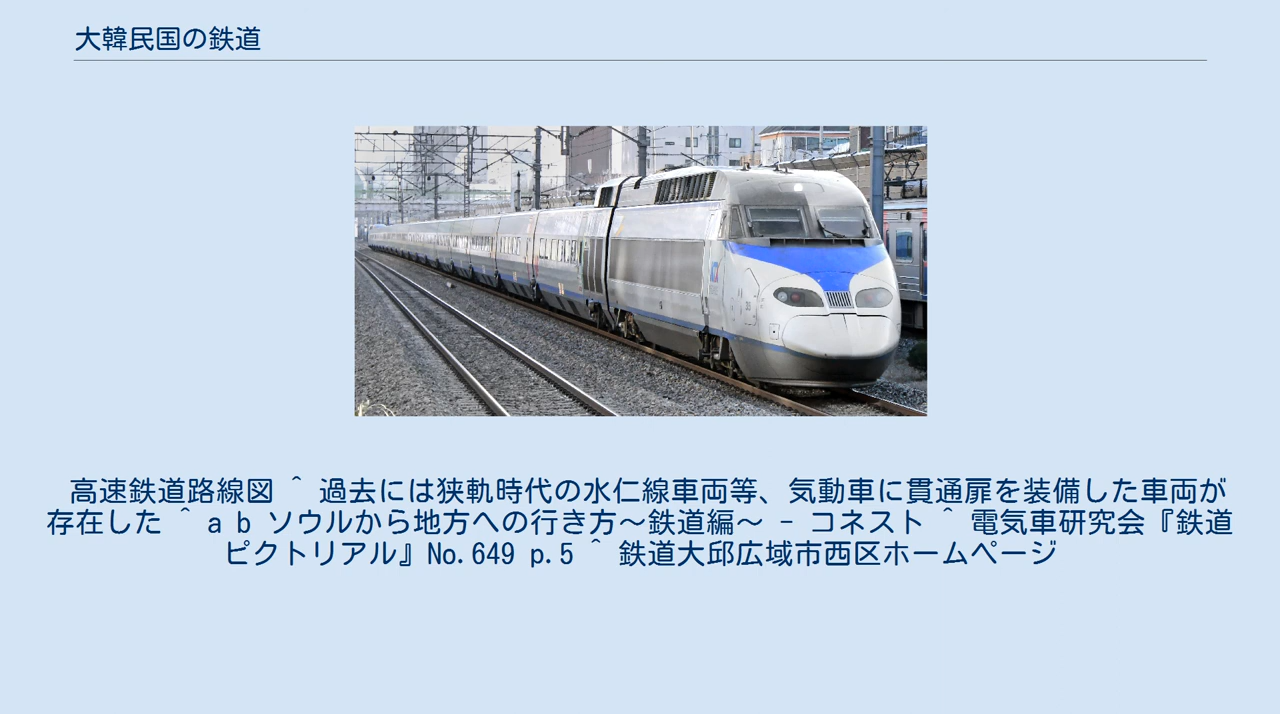 大韓民国の鉄道
高速鉄道路線図 ^ 過去には狭軌時代の水仁線車両等、気動車に貫通扉を装備した車両が
存在した ^ a b ソウルから地方への行き方～鉄道編～ - コネスト ^ 電気車研究会『鉄道
ピクトリアル』No.649 p.5 ^ 鉄道大邱広域市西区ホームページ